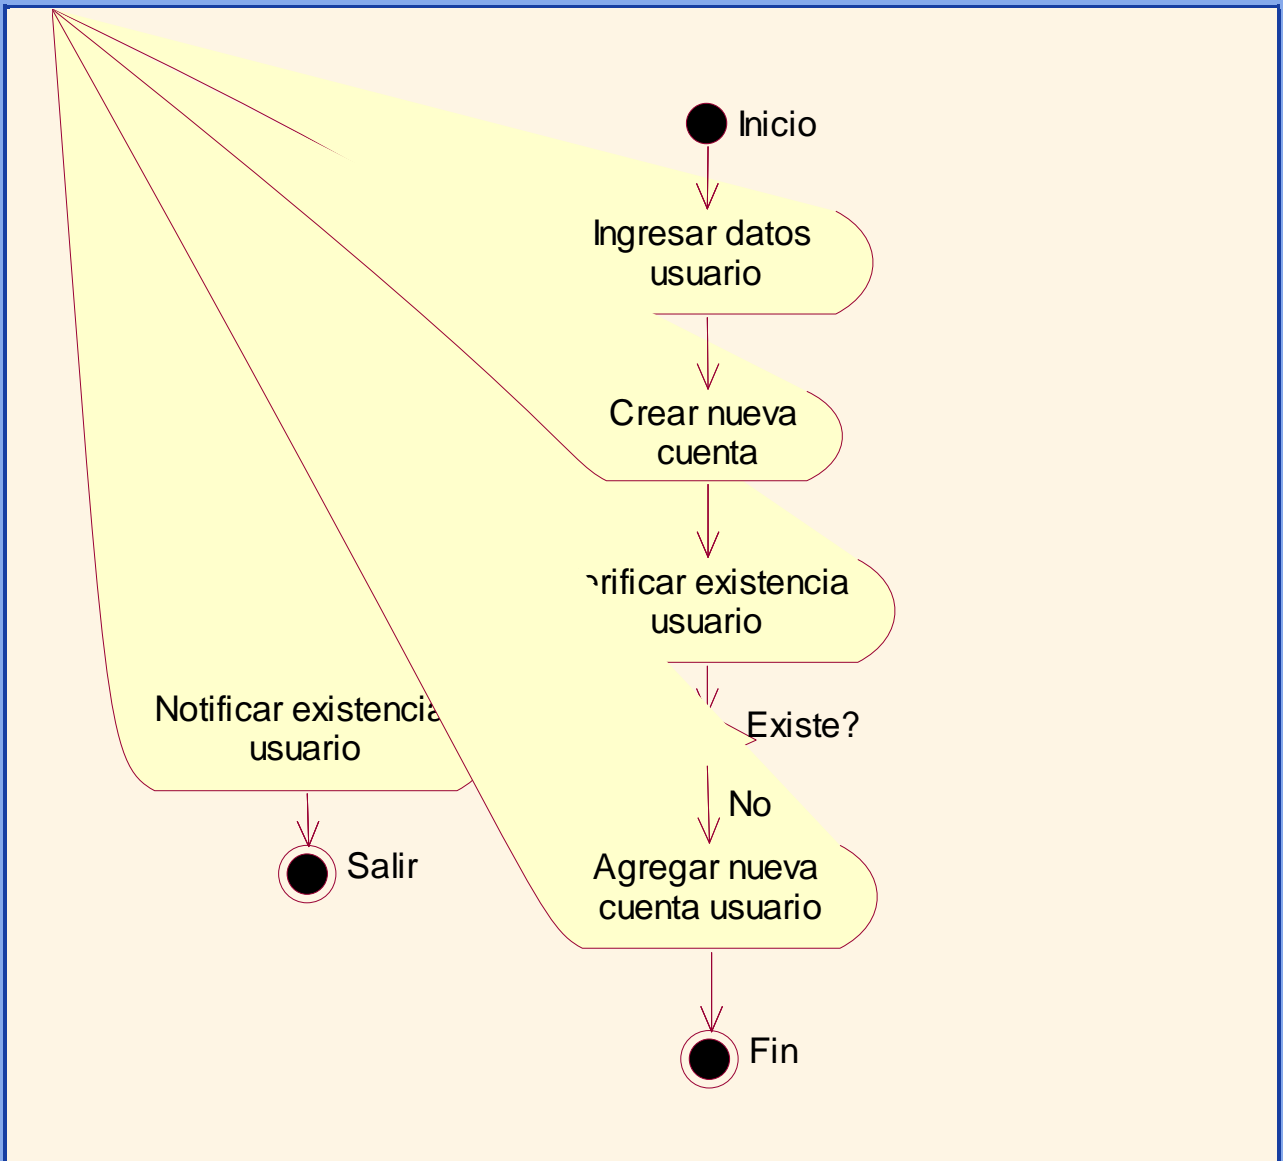 Inicio
Ingresar datos
usuario
Crear nueva
cuenta
erificar existencia
usuario
Notificar existencia
usuario
Existe?
No
Agregar nueva
cuenta usuario
Salir
Fin